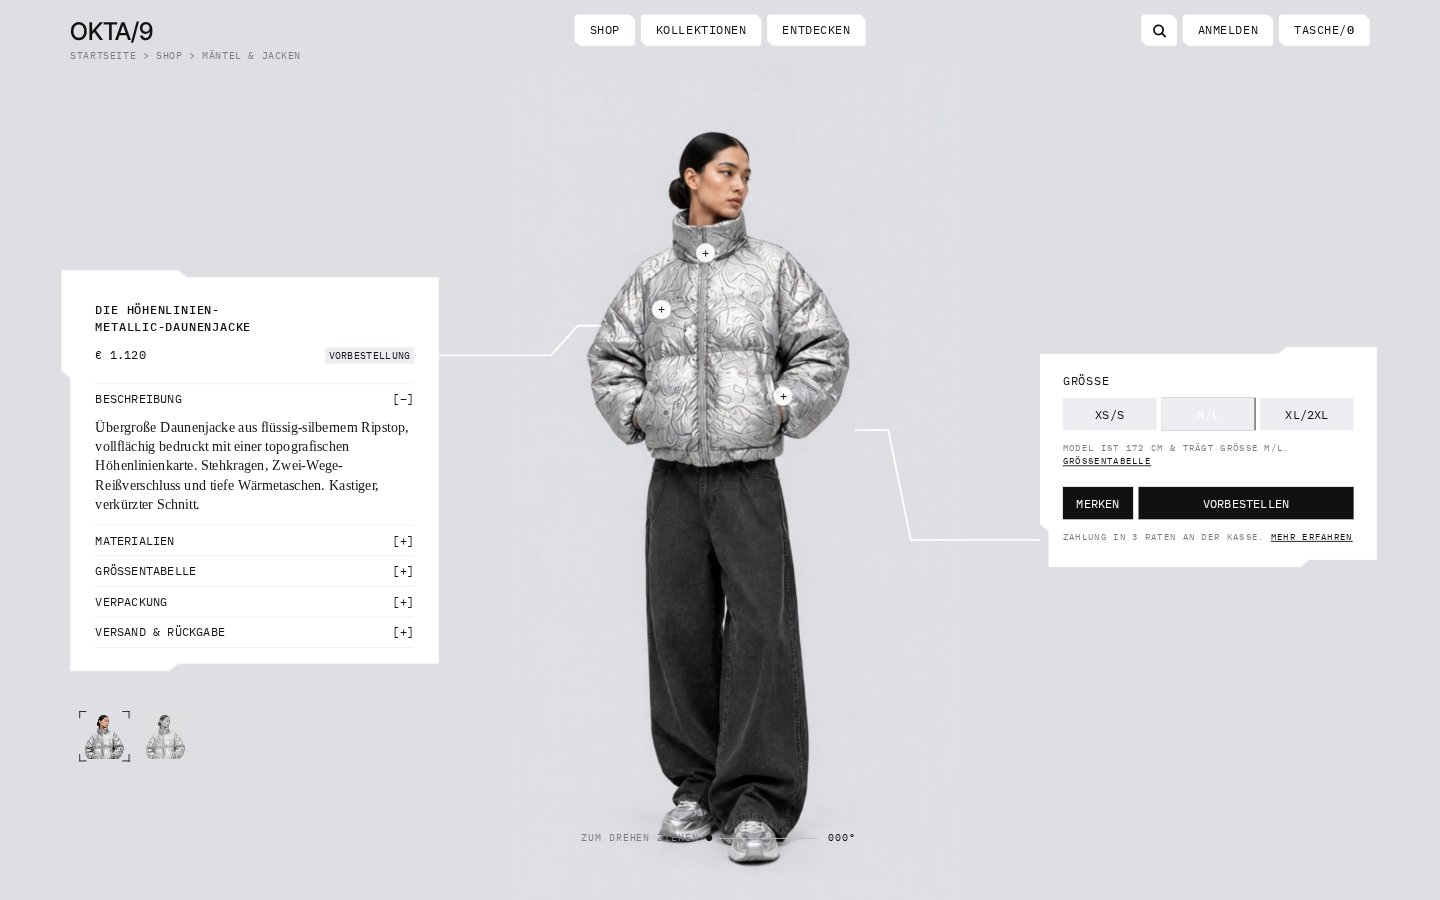 OKTA/9
SHOP
KOLLEKTIONEN
ENTDECKEN
ANMELDEN
TASCHE/0
STARTSEITE > SHOP > MÄNTEL & JACKEN
DIE HÖHENLINIEN-
METALLIC-DAUNENJACKE
€ 1.120
VORBESTELLUNG
BESCHREIBUNG [−]
Übergroße Daunenjacke aus flüssig-silbernem Ripstop,
vollflächig bedruckt mit einer topografischen
Höhenlinienkarte. Stehkragen, Zwei-Wege-
Reißverschluss und tiefe Wärmetaschen. Kastiger,
verkürzter Schnitt.
MATERIALIEN [+]
GRÖSSENTABELLE [+]
VERPACKUNG [+]
VERSAND & RÜCKGABE [+]
+
+
+
GRÖSSE
XS/S
M/L
XL/2XL
MODEL IST 172 CM & TRÄGT GRÖSSE M/L.
GRÖSSENTABELLE
MERKEN
VORBESTELLEN
ZAHLUNG IN 3 RATEN AN DER KASSE. MEHR ERFAHREN
ZUM DREHEN ZIEHEN
000°